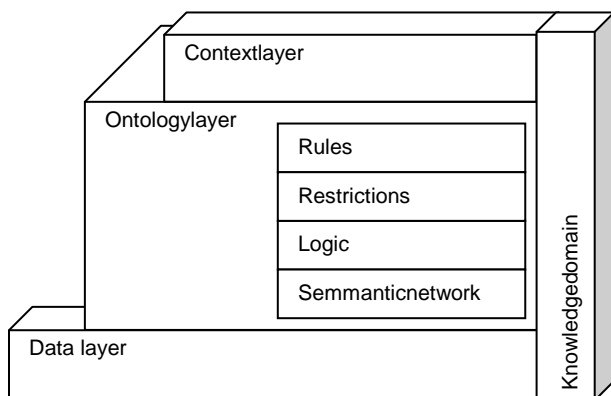 Contextlayer
Ontologylayer
Rules
Restrictions
Logic
Semmanticnetwork
Data layer
Knowledgedomain